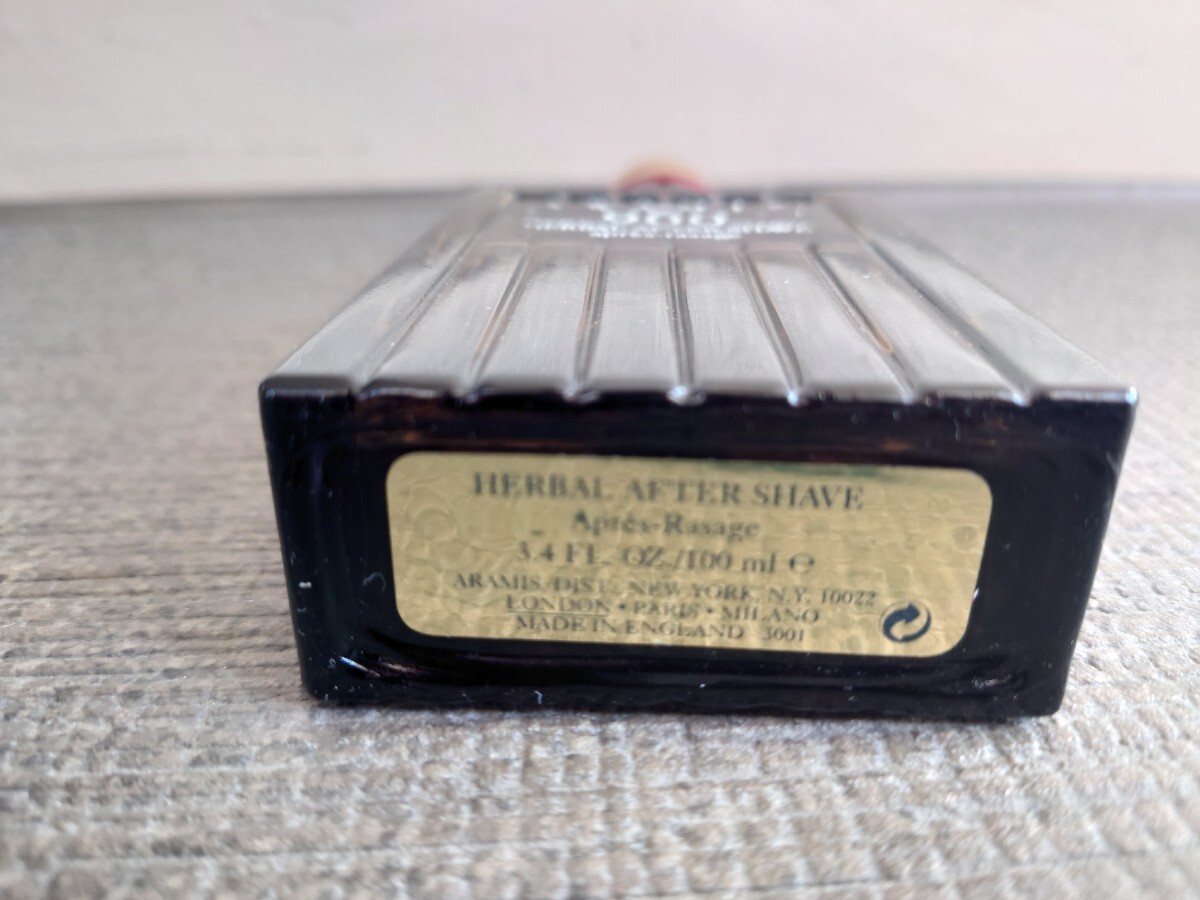 HERBAL AFTER SHAVE
Après-Rasage
3.4 FL. OZ./100 ml ℮
ARAMIS, DIST., NEW YORK, N.Y. 10022
LONDON • PARIS • MILANO
MADE IN ENGLAND 3001